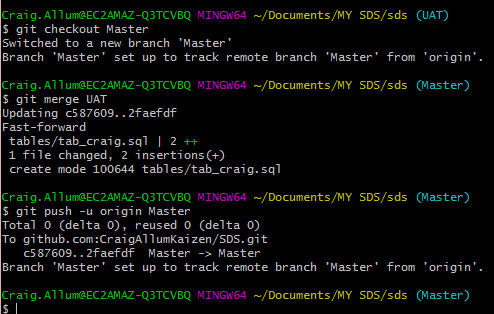 Craig.Allum@EC2AMAZ-Q3TCVBQ MINGW64 ~/Documents/MY SDS/sds (UAT)
$ git checkout Master
Switched to a new branch 'Master'
Branch 'Master' set up to track remote branch 'Master' from 'origin'.
Craig.Allum@EC2AMAZ-Q3TCVBQ MINGW64 ~/Documents/MY SDS/sds (Master)
$ git merge UAT
Updating c587609..2faefdf
Fast-forward
tables/tab_craig.sql | 2 ++
1 file changed, 2 insertions(+)
create mode 100644 tables/tab_craig.sql
Craig.Allum@EC2AMAZ-Q3TCVBQ MINGW64 ~/Documents/MY SDS/sds (Master)
$ git push -u origin Master
Total 0 (delta 0), reused 0 (delta 0)
To github.com:CraigAllumKaizen/SDS.git
c587609..2faefdf  Master -> Master
Branch 'Master' set up to track remote branch 'Master' from 'origin'.
Craig.Allum@EC2AMAZ-Q3TCVBQ MINGW64 ~/Documents/MY SDS/sds (Master)
$